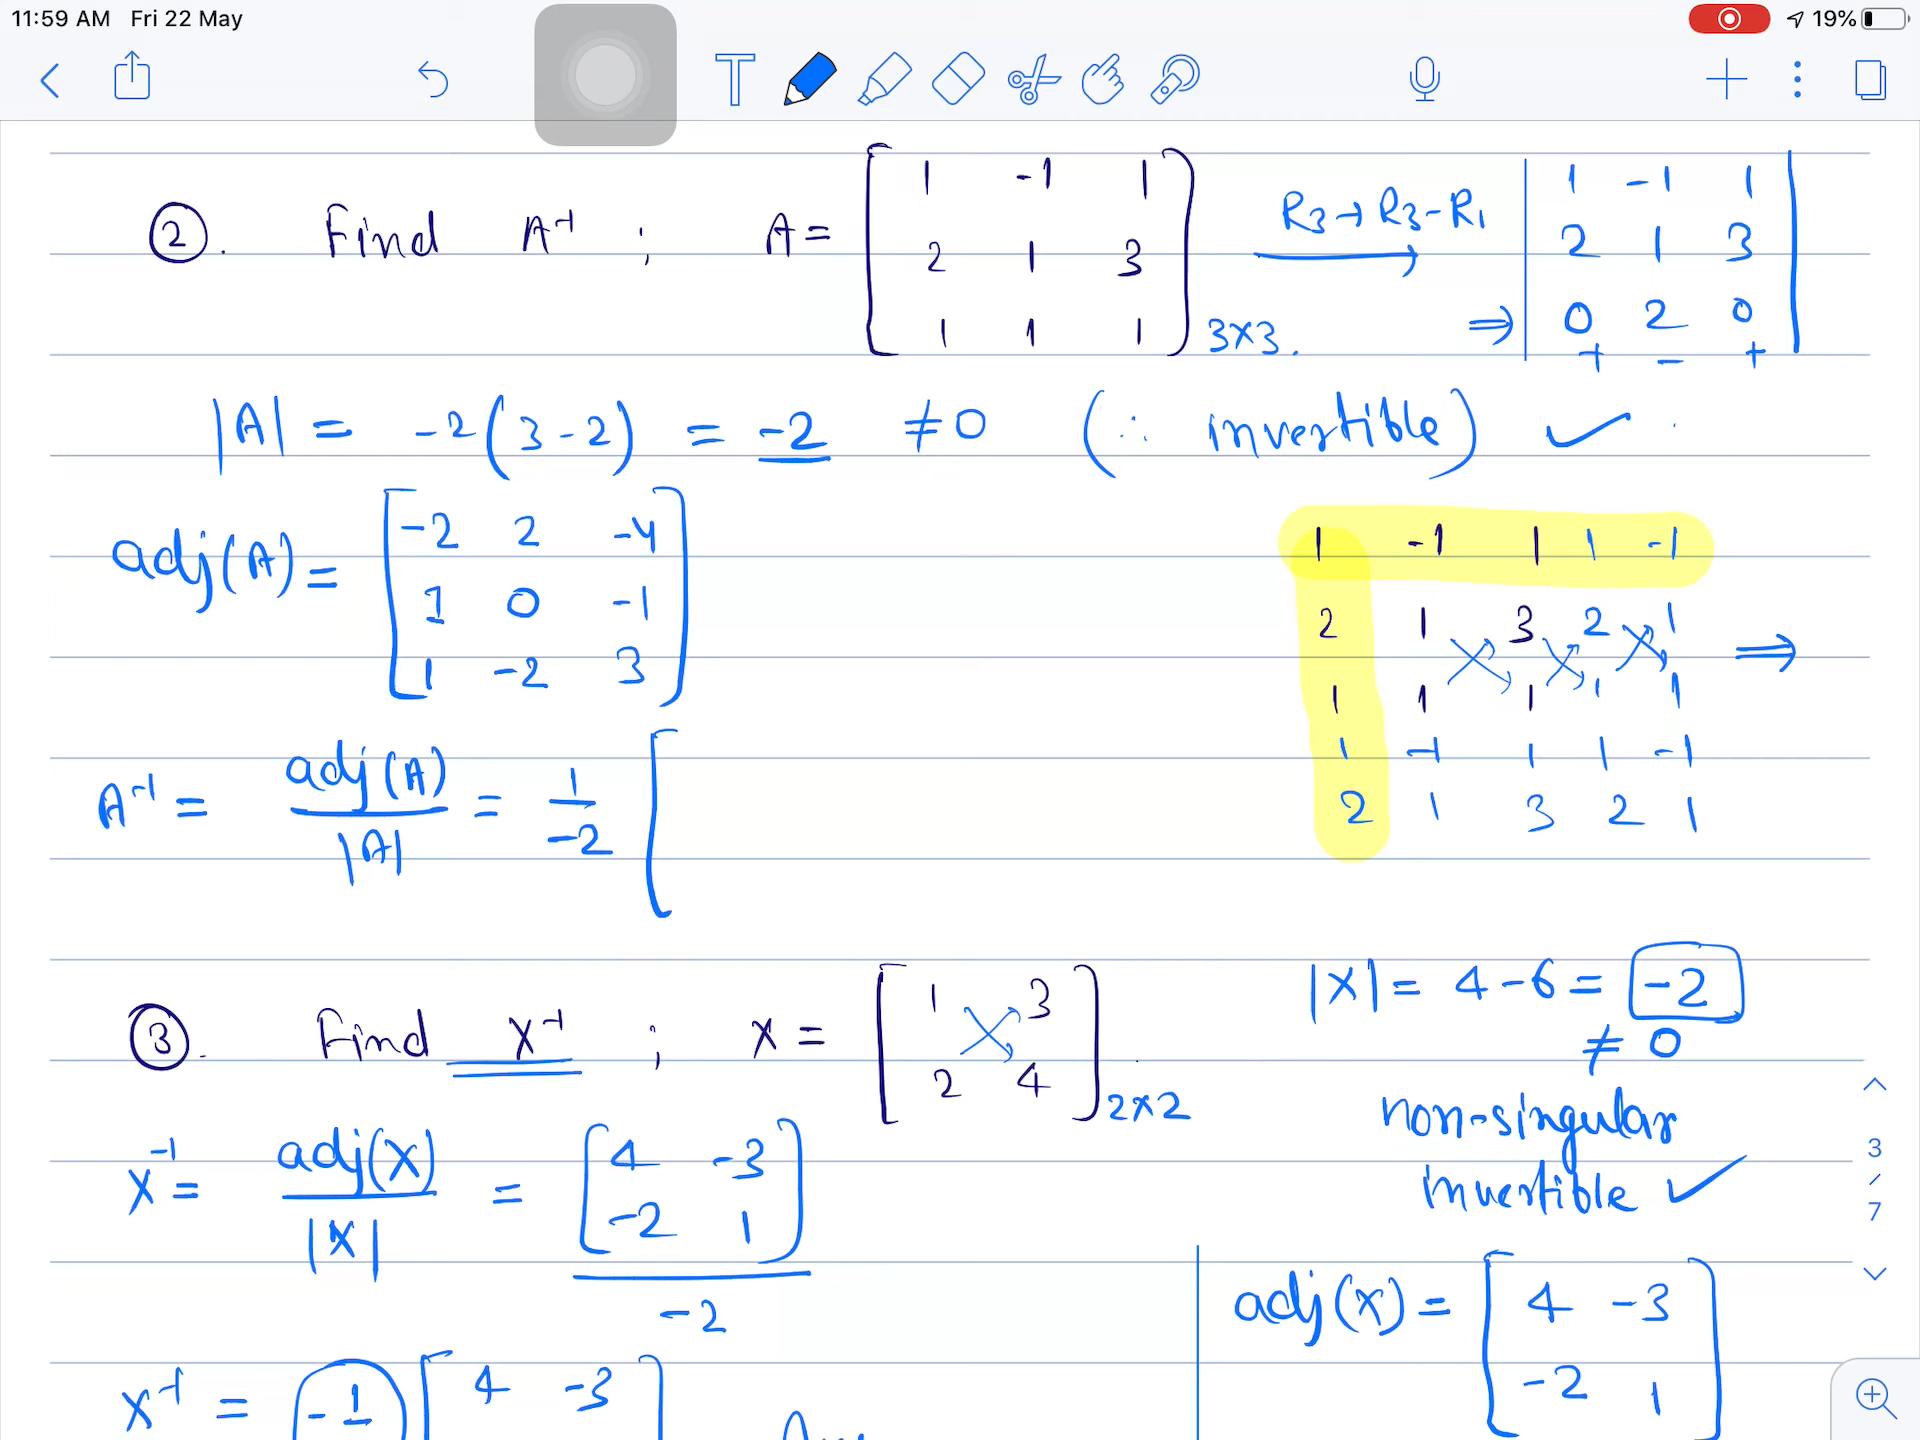 11:59 AM Fri 22 May 19%
T
②. Find A⁻¹ ; A = [ 1 -1 1 R3→R3-R1 | 1 -1 1 |
2 1 3 | 2 1 3 |
1 1 1 ] 3×3. ⇒ | 0 2 0 |
+ - +
|A| = -2(3-2) = -2 ≠0 (∴ invertible) ✓
adj(A) = [ -2 2 -4
1 0 -1
1 -2 3 ]
1 -1 1 1 -1
2 1 3 2 1 ⇒
1 1 1 1 1
1 -1 1 1 -1
2 1 3 2 1
A⁻¹ = adj(A) / |A| = 1 / -2 [
③. Find X⁻¹ ; X = [ 1 3
2 4 ] 2×2
|X| = 4-6 = -2
≠ 0
non-singular
invertible ✓
X⁻¹ = adj(X) / |X| = [ 4 -3
-2 1 ] / -2
adj(X) = [ 4 -3
-2 1 ]
X⁻¹ = -1 [ 4 -3 ]
3 / 7